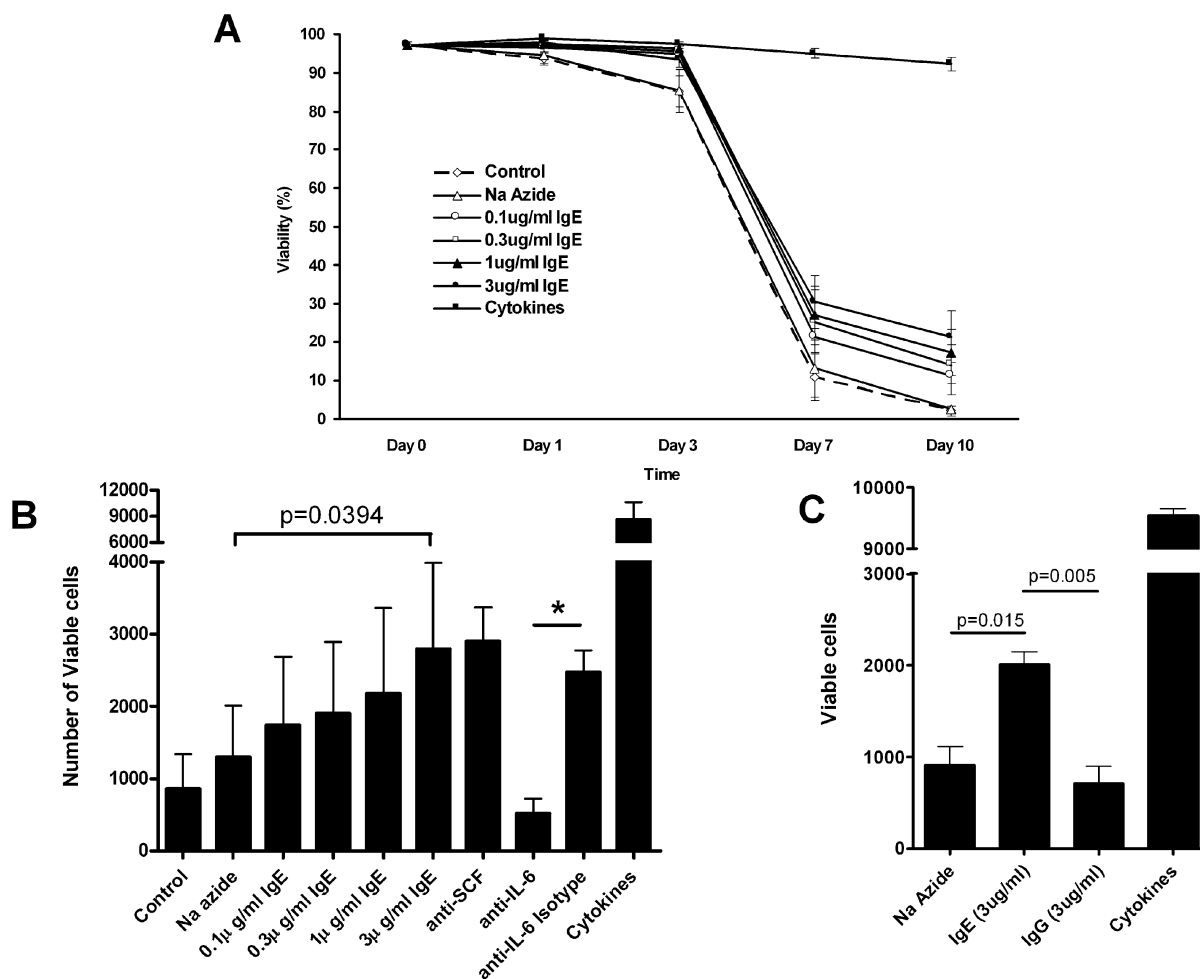 A
100
90
80
70
60
50
40
30
20
10
0
Viability (%)
Control
Na Azide
0.1ug/ml IgE
0.3ug/ml IgE
1ug/ml IgE
3ug/ml IgE
Cytokines
Day 0 Day 1 Day 3 Day 7 Day 10
Time
B
12000
9000
6000
4000
3000
2000
1000
0
Number of Viable cells
p=0.0394
*
Control
Na azide
0.1μ g/ml IgE
0.3μ g/ml IgE
1μ g/ml IgE
3μ g/ml IgE
anti-SCF
anti-IL-6
anti-IL-6 Isotype
Cytokines
C
10000
9000
3000
2000
1000
0
Viable cells
p=0.015
p=0.005
Na Azide
IgE (3ug/ml)
IgG (3ug/ml)
Cytokines